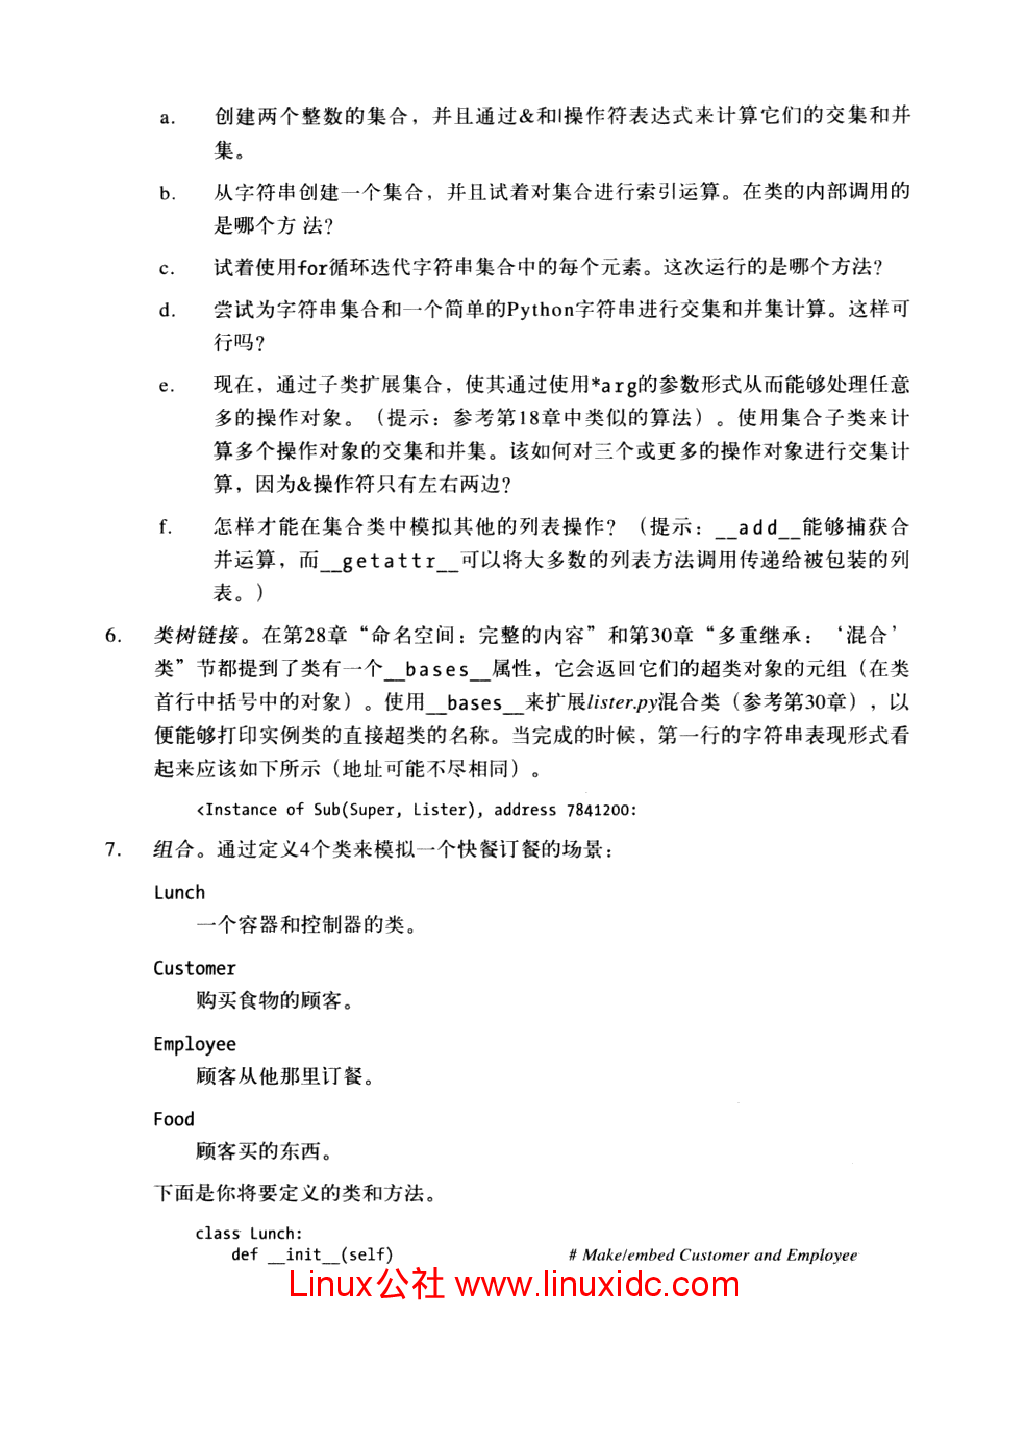 a. 创建两个整数的集合，并且通过&和|操作符表达式来计算它们的交集和并
集。
b. 从字符串创建一个集合，并且试着对集合进行索引运算。在类的内部调用的
是哪个方 法？
c. 试着使用for循环迭代字符串集合中的每个元素。这次运行的是哪个方法？
d. 尝试为字符串集合和一个简单的Python字符串进行交集和并集计算。这样可
行吗？
e. 现在，通过子类扩展集合，使其通过使用*arg的参数形式从而能够处理任意
多的操作对象。（提示：参考第18章中类似的算法）。使用集合子类来计
算多个操作对象的交集和并集。该如何对三个或更多的操作对象进行交集计
算，因为&操作符只有左右两边？
f. 怎样才能在集合类中模拟其他的列表操作？（提示：__add__能够捕获合
并运算，而__getattr__可以将大多数的列表方法调用传递给被包装的列
表。）
6. 类树链接。在第28章“命名空间：完整的内容”和第30章“多重继承：‘混合’
类”节都提到了类有一个__bases__属性，它会返回它们的超类对象的元组（在类
首行中括号中的对象）。使用__bases__来扩展lister.py混合类（参考第30章），以
便能够打印实例类的直接超类的名称。当完成的时候，第一行的字符串表现形式看
起来应该如下所示（地址可能不尽相同）。
<Instance of Sub(Super, Lister), address 7841200:
7. 组合。通过定义4个类来模拟一个快餐订餐的场景：
Lunch
一个容器和控制器的类。
Customer
购买食物的顾客。
Employee
顾客从他那里订餐。
Food
顾客买的东西。
下面是你将要定义的类和方法。
class Lunch:
def __init__(self) # Make/embed Customer and Employee
Linux公社 www.linuxidc.com